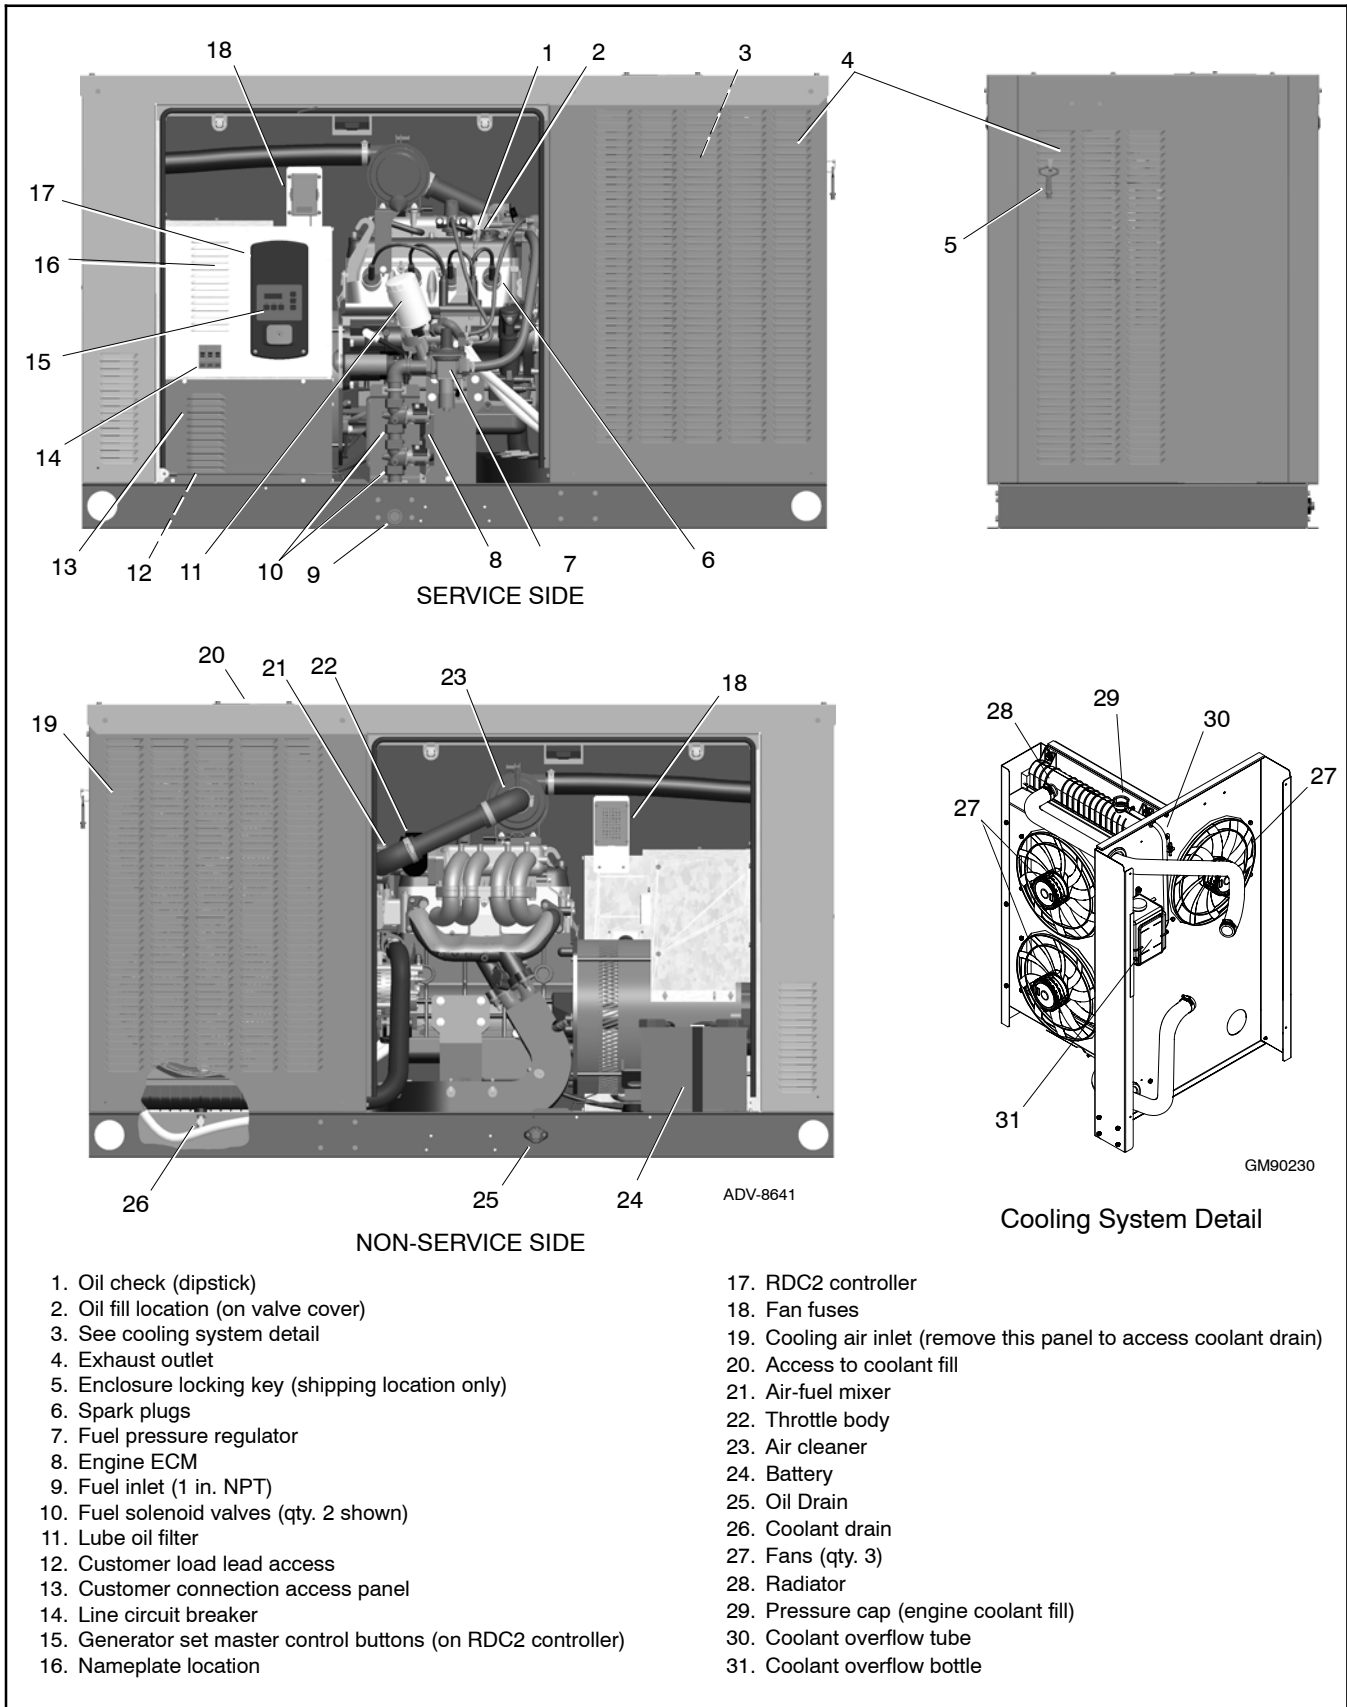 18
1
2
3
4
17
16
15
14
13
12
11
10
9
8
7
6
5
SERVICE SIDE
20
21
22
23
18
19
28
29
30
27
27
31
26
25
24
ADV-8641
GM90230
NON-SERVICE SIDE
Cooling System Detail
1. Oil check (dipstick)
2. Oil fill location (on valve cover)
3. See cooling system detail
4. Exhaust outlet
5. Enclosure locking key (shipping location only)
6. Spark plugs
7. Fuel pressure regulator
8. Engine ECM
9. Fuel inlet (1 in. NPT)
10. Fuel solenoid valves (qty. 2 shown)
11. Lube oil filter
12. Customer load lead access
13. Customer connection access panel
14. Line circuit breaker
15. Generator set master control buttons (on RDC2 controller)
16. Nameplate location
17. RDC2 controller
18. Fan fuses
19. Cooling air inlet (remove this panel to access coolant drain)
20. Access to coolant fill
21. Air-fuel mixer
22. Throttle body
23. Air cleaner
24. Battery
25. Oil Drain
26. Coolant drain
27. Fans (qty. 3)
28. Radiator
29. Pressure cap (engine coolant fill)
30. Coolant overflow tube
31. Coolant overflow bottle